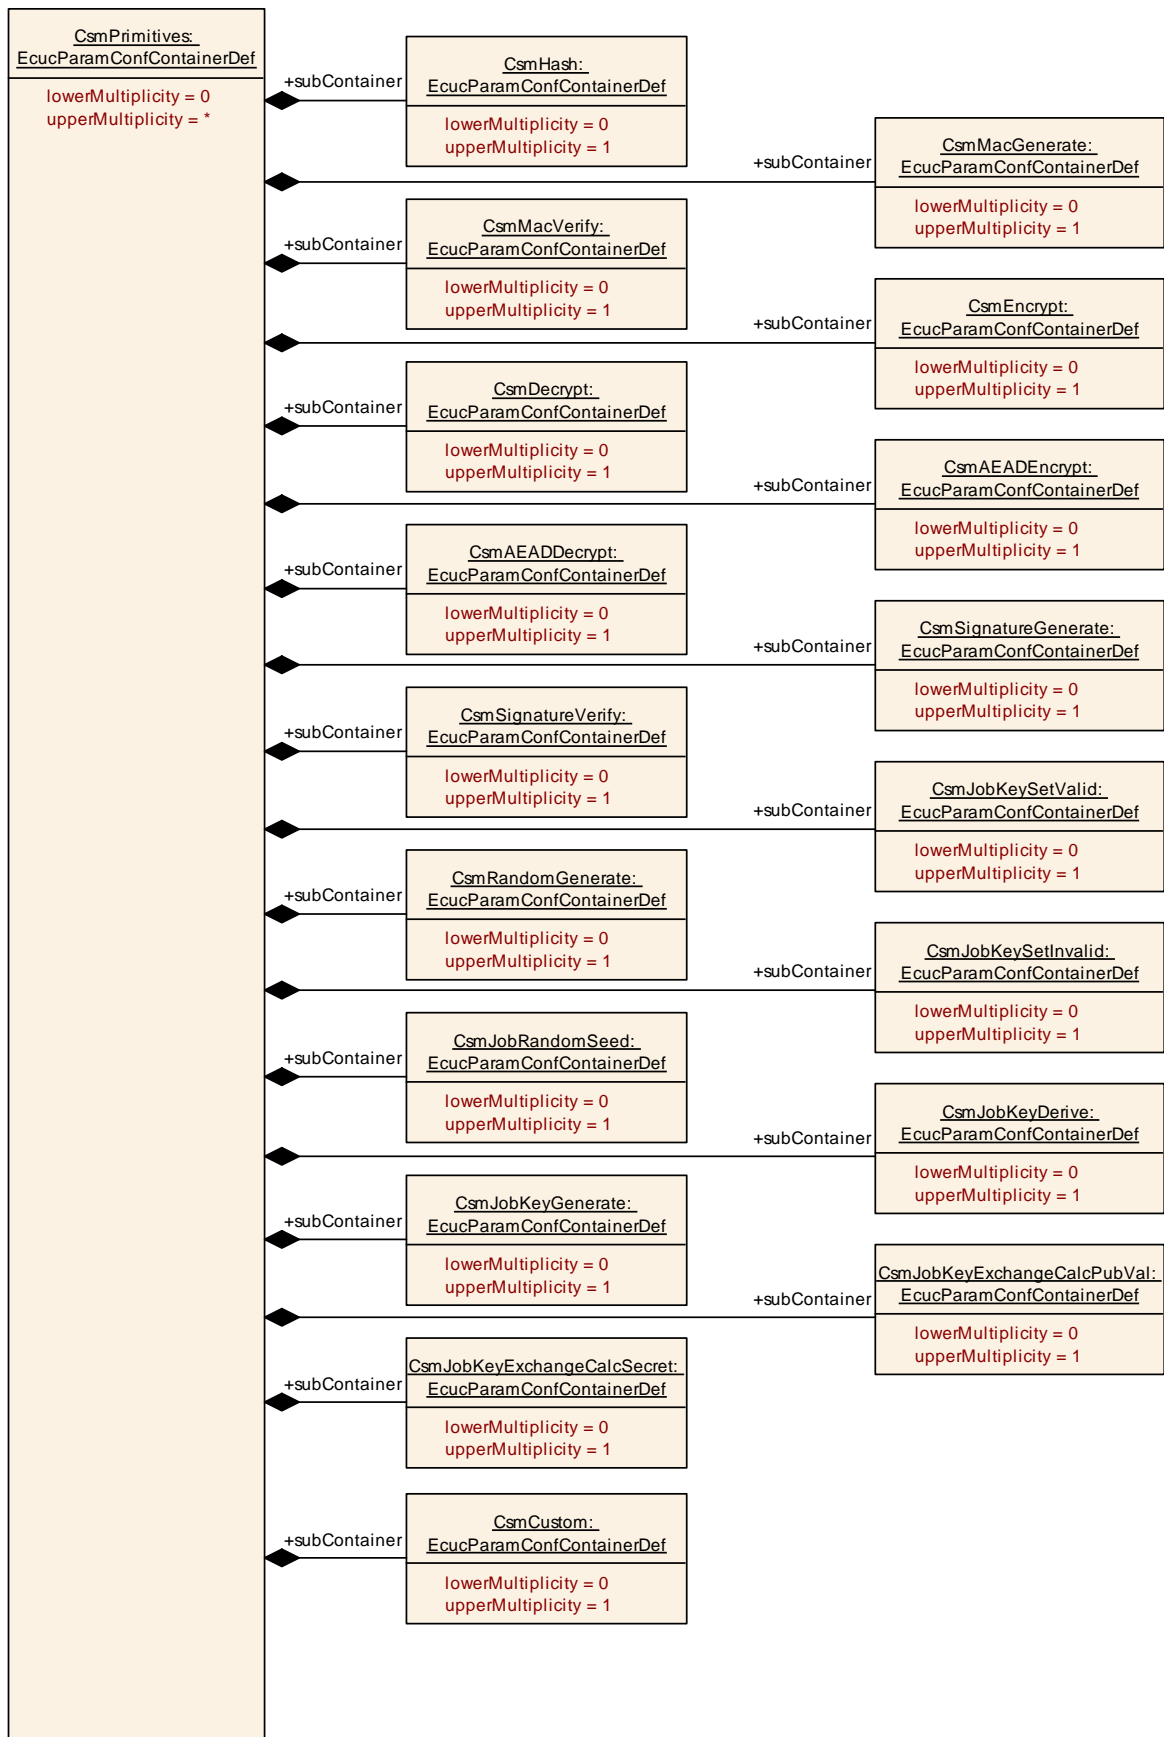 CsmPrimitives:
EcucParamConfContainerDef
lowerMultiplicity = 0
upperMultiplicity = *
+subContainer
CsmHash:
EcucParamConfContainerDef
lowerMultiplicity = 0
upperMultiplicity = 1
+subContainer
CsmMacGenerate:
EcucParamConfContainerDef
lowerMultiplicity = 0
upperMultiplicity = 1
+subContainer
CsmMacVerify:
EcucParamConfContainerDef
lowerMultiplicity = 0
upperMultiplicity = 1
+subContainer
CsmEncrypt:
EcucParamConfContainerDef
lowerMultiplicity = 0
upperMultiplicity = 1
+subContainer
CsmDecrypt:
EcucParamConfContainerDef
lowerMultiplicity = 0
upperMultiplicity = 1
+subContainer
CsmAEADEncrypt:
EcucParamConfContainerDef
lowerMultiplicity = 0
upperMultiplicity = 1
+subContainer
CsmAEADDecrypt:
EcucParamConfContainerDef
lowerMultiplicity = 0
upperMultiplicity = 1
+subContainer
CsmSignatureGenerate:
EcucParamConfContainerDef
lowerMultiplicity = 0
upperMultiplicity = 1
+subContainer
CsmSignatureVerify:
EcucParamConfContainerDef
lowerMultiplicity = 0
upperMultiplicity = 1
+subContainer
CsmJobKeySetValid:
EcucParamConfContainerDef
lowerMultiplicity = 0
upperMultiplicity = 1
+subContainer
CsmRandomGenerate:
EcucParamConfContainerDef
lowerMultiplicity = 0
upperMultiplicity = 1
+subContainer
CsmJobKeySetInvalid:
EcucParamConfContainerDef
lowerMultiplicity = 0
upperMultiplicity = 1
+subContainer
CsmJobRandomSeed:
EcucParamConfContainerDef
lowerMultiplicity = 0
upperMultiplicity = 1
+subContainer
CsmJobKeyDerive:
EcucParamConfContainerDef
lowerMultiplicity = 0
upperMultiplicity = 1
+subContainer
CsmJobKeyGenerate:
EcucParamConfContainerDef
lowerMultiplicity = 0
upperMultiplicity = 1
+subContainer
CsmJobKeyExchangeCalcPubVal:
EcucParamConfContainerDef
lowerMultiplicity = 0
upperMultiplicity = 1
+subContainer
CsmJobKeyExchangeCalcSecret:
EcucParamConfContainerDef
lowerMultiplicity = 0
upperMultiplicity = 1
+subContainer
CsmCustom:
EcucParamConfContainerDef
lowerMultiplicity = 0
upperMultiplicity = 1